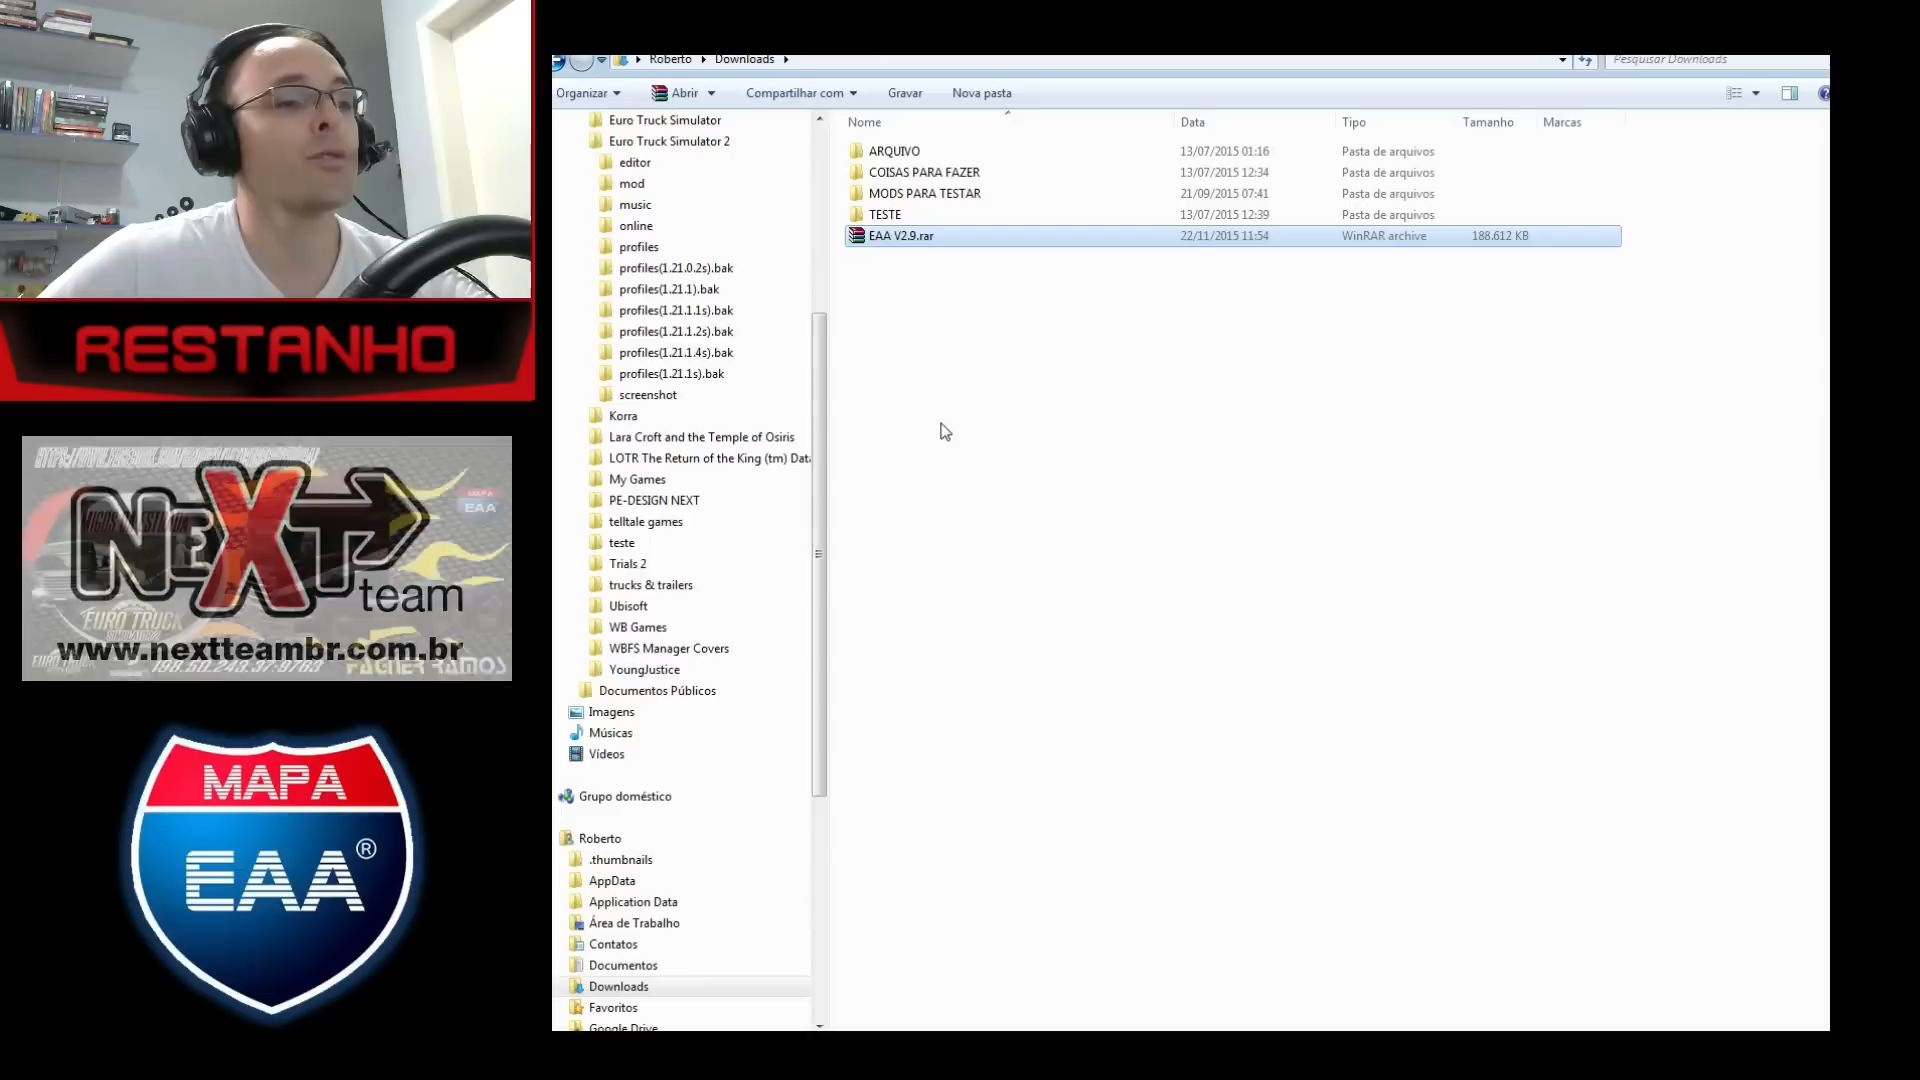 RESTANHO
NEXT
team
www.nextteambr.com.br
EURO TRUCK
198.50.243.37:9763
FAGNER RAMOS
MAPA
EAA
MAPA
EAA®
Roberto
Downloads
Pesquisar Downloads
Organizar
Abrir
Compartilhar com
Gravar
Nova pasta
Euro Truck Simulator
Euro Truck Simulator 2
editor
mod
music
online
profiles
profiles(1.21.0.2s).bak
profiles(1.21.1).bak
profiles(1.21.1.1s).bak
profiles(1.21.1.2s).bak
profiles(1.21.1.4s).bak
profiles(1.21.1s).bak
screenshot
Korra
Lara Croft and the Temple of Osiris
LOTR The Return of the King (tm) Dat
My Games
PE-DESIGN NEXT
telltale games
teste
Trials 2
trucks & trailers
Ubisoft
WB Games
WBFS Manager Covers
YoungJustice
Documentos Públicos
Imagens
Músicas
Vídeos
Grupo doméstico
Roberto
.thumbnails
AppData
Application Data
Área de Trabalho
Contatos
Documentos
Downloads
Favoritos
Google Drive
Nome Data Tipo Tamanho Marcas
ARQUIVO 13/07/2015 01:16 Pasta de arquivos
COISAS PARA FAZER 13/07/2015 12:34 Pasta de arquivos
MODS PARA TESTAR 21/09/2015 07:41 Pasta de arquivos
TESTE 13/07/2015 12:39 Pasta de arquivos
EAA V2.9.rar 22/11/2015 11:54 WinRAR archive 188.612 KB